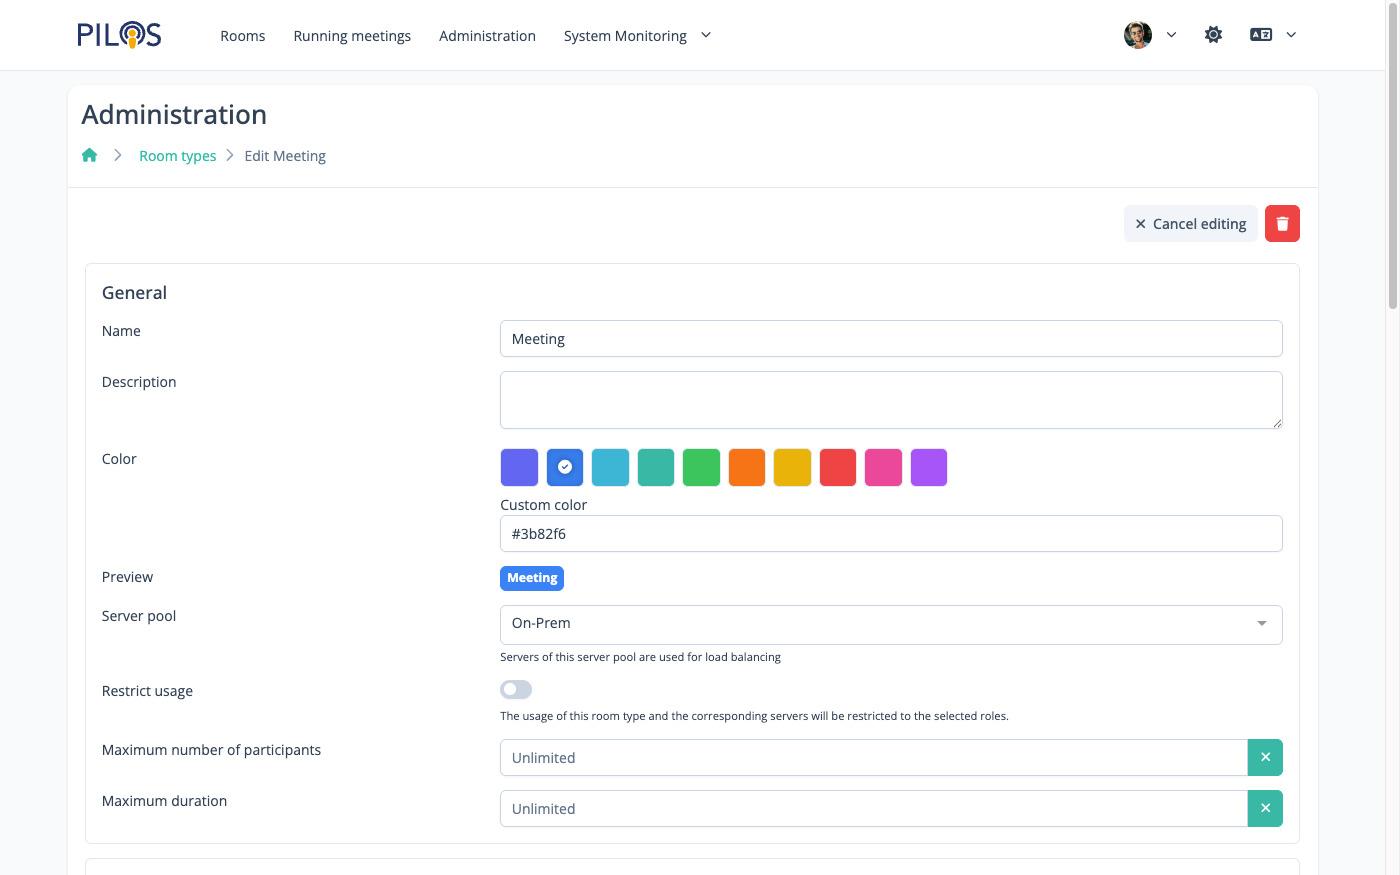 PILOS
Rooms
Running meetings
Administration
System Monitoring
Administration
Room types
Edit Meeting
Cancel editing
General
Name
Meeting
Description
Color
Custom color
#3b82f6
Preview
Meeting
Server pool
On-Prem
Servers of this server pool are used for load balancing
Restrict usage
The usage of this room type and the corresponding servers will be restricted to the selected roles.
Maximum number of participants
Unlimited
Maximum duration
Unlimited